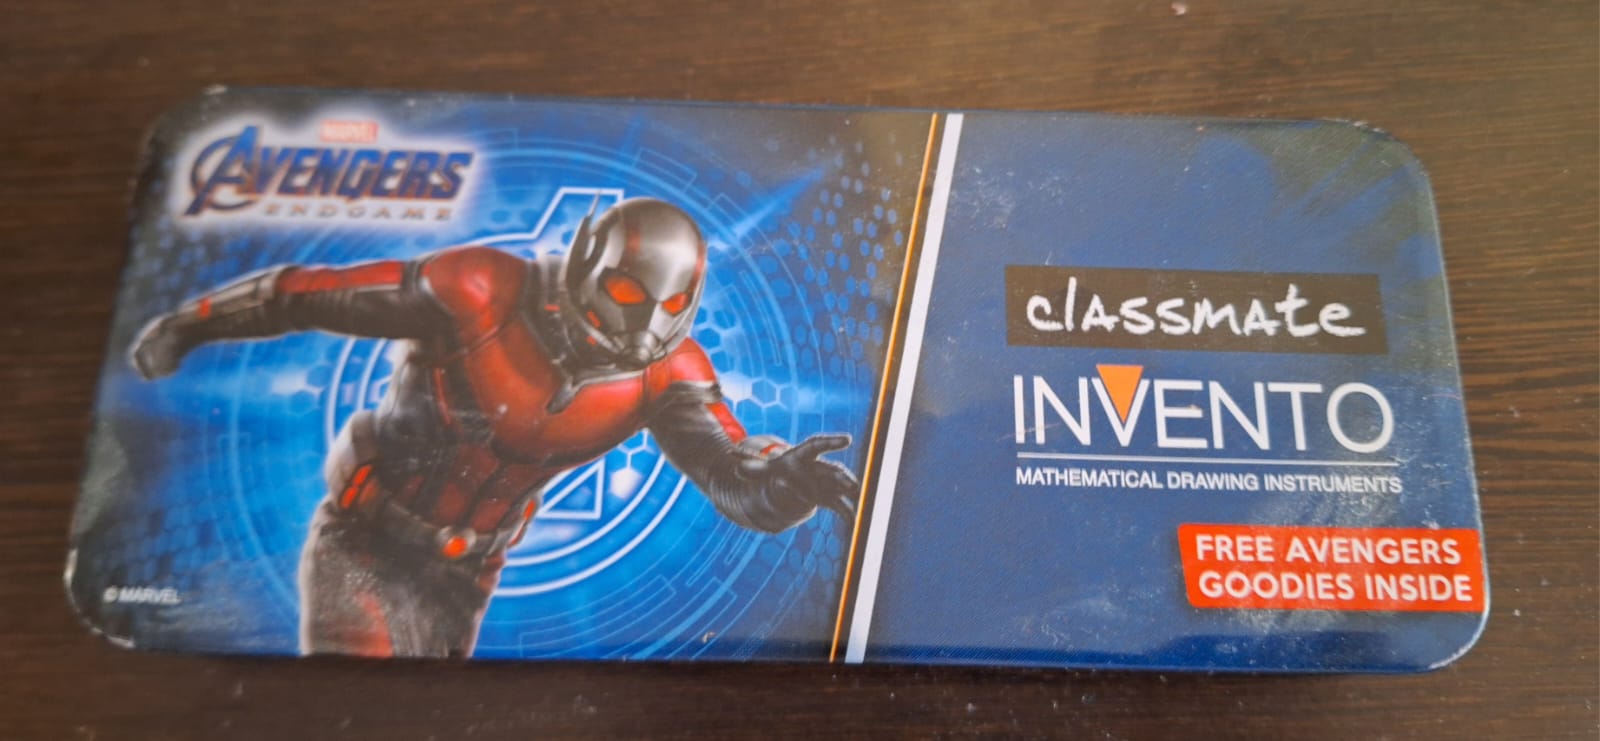 MARVEL
AVENGERS
ENDGAME
© MARVEL
classmate
INVENTO
MATHEMATICAL DRAWING INSTRUMENTS
FREE AVENGERS
GOODIES INSIDE